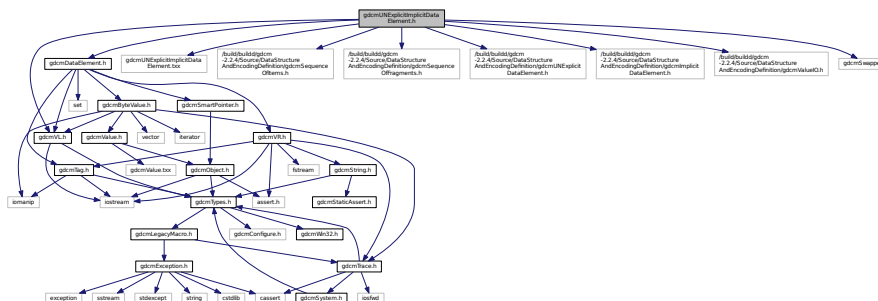 gdcmUNExplicitImplicitData
Element.h
gdcmDataElement.h
gdcmUNExplicitImplicitData
Element.txx
/build/buildd/gdcm
-2.2.4/Source/DataStructure
AndEncodingDefinition/gdcmSequence
OfItems.h
/build/buildd/gdcm
-2.2.4/Source/DataStructure
AndEncodingDefinition/gdcmSequence
OfFragments.h
/build/buildd/gdcm
-2.2.4/Source/DataStructure
AndEncodingDefinition/gdcmUNExplicit
DataElement.h
/build/buildd/gdcm
-2.2.4/Source/DataStructure
AndEncodingDefinition/gdcmImplicit
DataElement.h
/build/buildd/gdcm
-2.2.4/Source/DataStructure
AndEncodingDefinition/gdcmValueIO.h
gdcmSwappe
set
gdcmByteValue.h
gdcmSmartPointer.h
gdcmVL.h
gdcmValue.h
vector
iterator
gdcmVR.h
gdcmTag.h
gdcmValue.txx
gdcmObject.h
fstream
gdcmString.h
iomanip
iostream
gdcmTypes.h
assert.h
gdcmStaticAssert.h
gdcmLegacyMacro.h
gdcmConfigure.h
gdcmWin32.h
gdcmException.h
gdcmTrace.h
exception
sstream
stdexcept
string
cstdlib
cassert
gdcmSystem.h
iosfwd